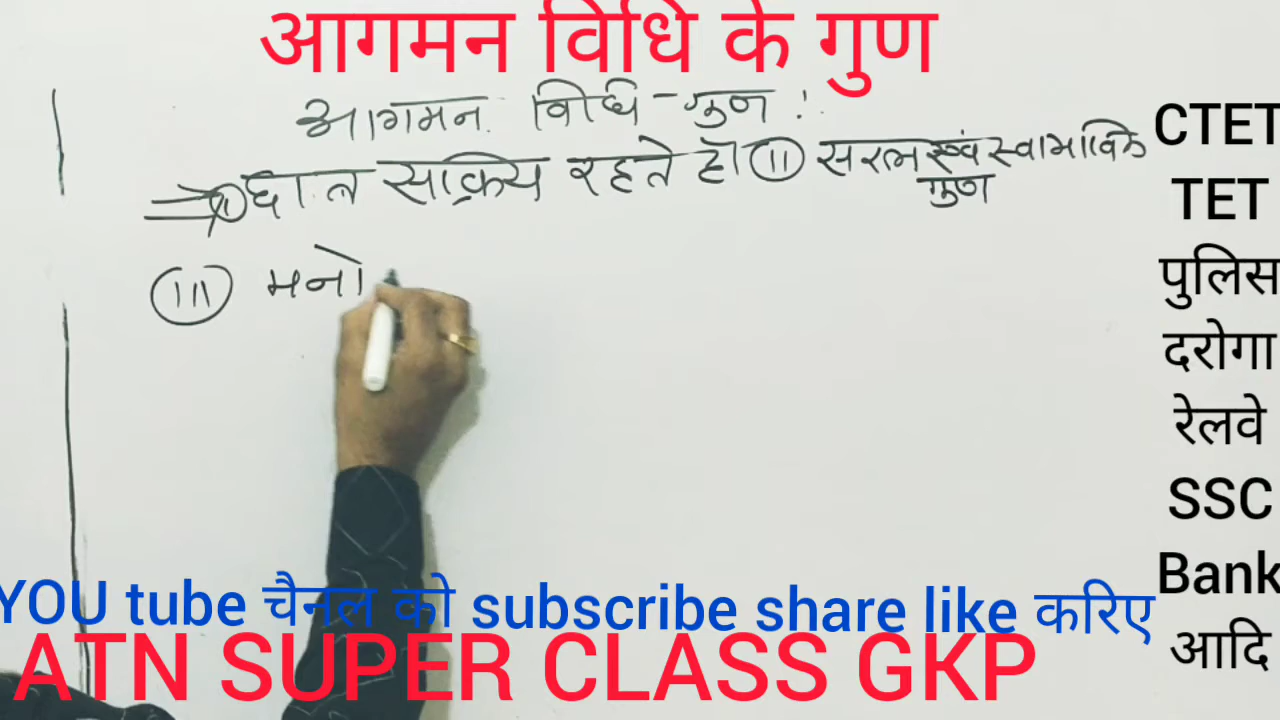 आगमन विधि के गुण
आगमन विधि - गुण :
⇒ (i) छात्र सक्रिय रहते हैं (ii) सरल एवं स्वाभाविक
गुण
(iii) मनो
CTET
TET
पुलिस
दरोगा
रेलवे
SSC
Bank
आदि
YOU tube चैनल को subscribe share like करिए
ATN SUPER CLASS GKP